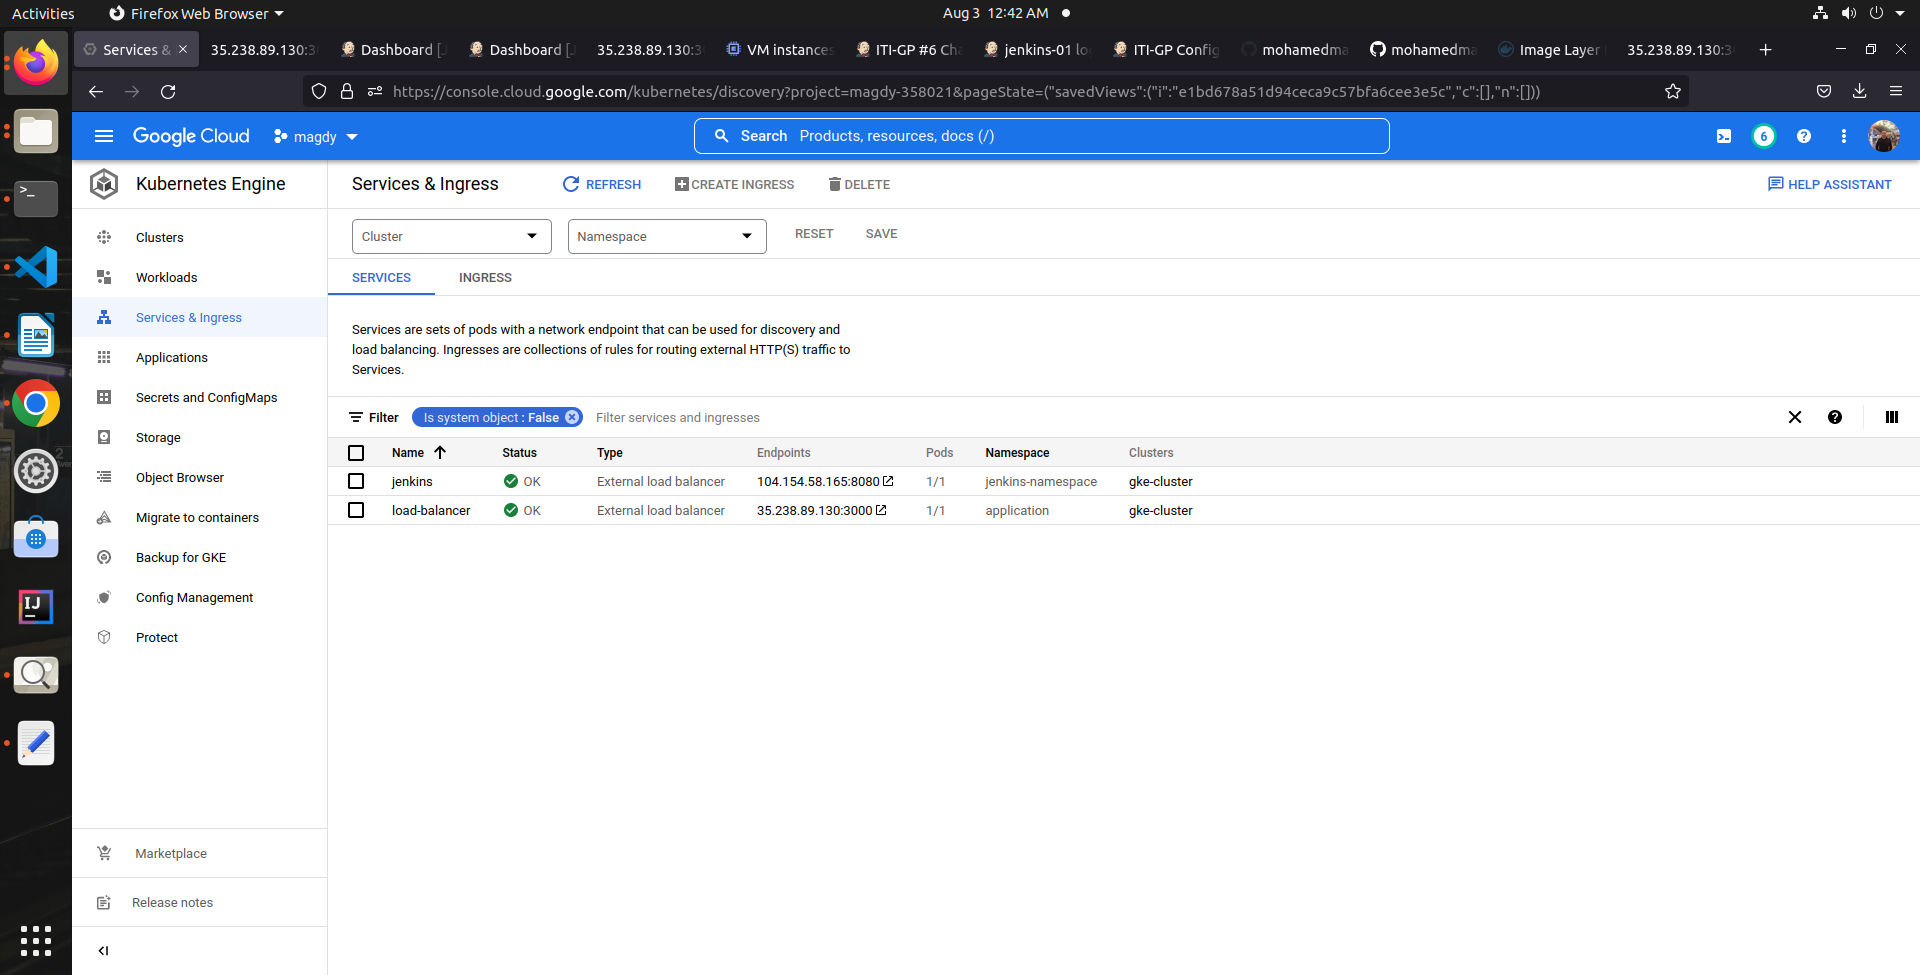 Activities
Firefox Web Browser
Aug 3 12:42 AM
Services &
35.238.89.130:3
Dashboard [J
Dashboard [J
35.238.89.130:3
VM instances
ITI-GP #6 Ch
jenkins-01 lo
ITI-GP Config
mohamedma
mohamedma
Image Layer
35.238.89.130:3
https://console.cloud.google.com/kubernetes/discovery?project=magdy-358021&pageState=("savedViews":("i":"e1bd678a51d94ceca9c57bfa6cee3e5c","c":[],"n":[]))
Google Cloud
magdy
Search Products, resources, docs (/)
6
Kubernetes Engine
Services & Ingress
REFRESH
CREATE INGRESS
DELETE
HELP ASSISTANT
Clusters
Workloads
Services & Ingress
Applications
Secrets and ConfigMaps
Storage
Object Browser
Migrate to containers
Backup for GKE
Config Management
Protect
Marketplace
Release notes
Cluster
Namespace
RESET
SAVE
SERVICES
INGRESS
Services are sets of pods with a network endpoint that can be used for discovery and
load balancing. Ingresses are collections of rules for routing external HTTP(S) traffic to
Services.
Filter
Is system object : False
Filter services and ingresses
Name Status Type Endpoints Pods Namespace Clusters
jenkins OK External load balancer 104.154.58.165:8080 1/1 jenkins-namespace gke-cluster
load-balancer OK External load balancer 35.238.89.130:3000 1/1 application gke-cluster